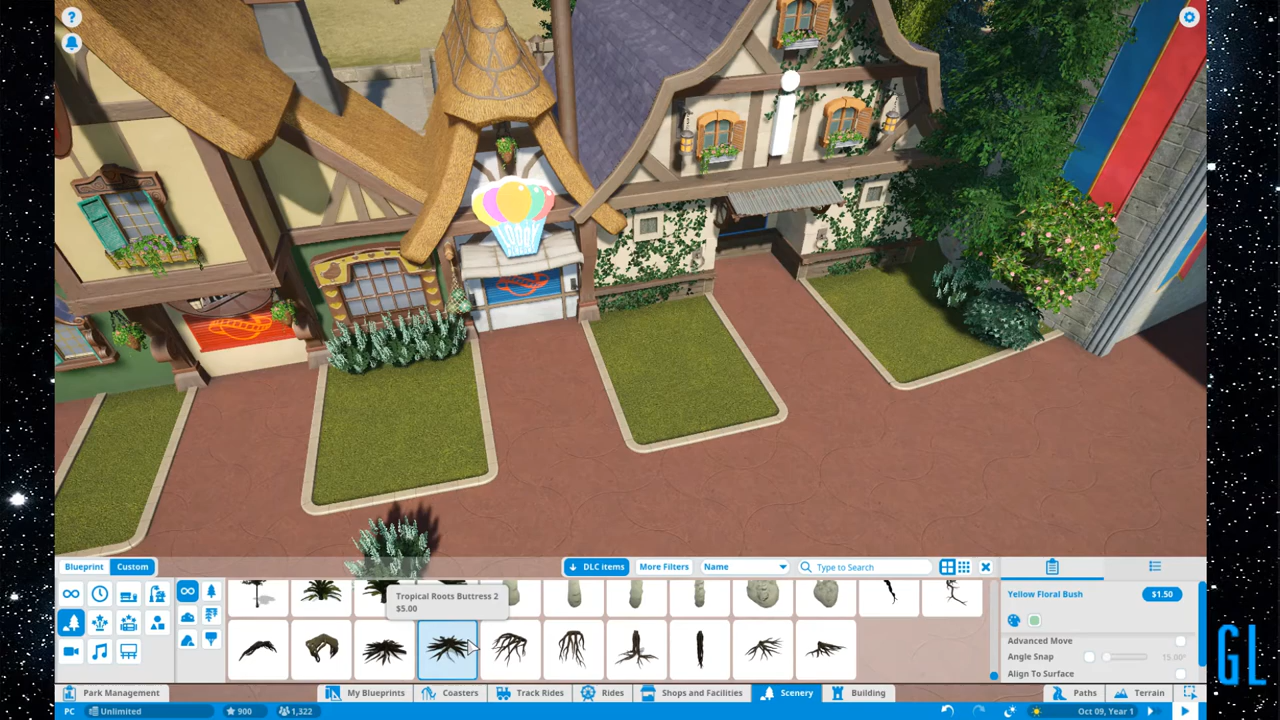 ?
Blueprint
Custom
DLC items
More Filters
Name
Type to Search
Tropical Roots Buttress 2
$5.00
Yellow Floral Bush
$1.50
Advanced Move
Angle Snap
15.00°
Align To Surface
GL
Park Management
My Blueprints
Coasters
Track Rides
Rides
Shops and Facilities
Scenery
Building
Paths
Terrain
PC
Unlimited
900
1,322
Oct 09, Year 1